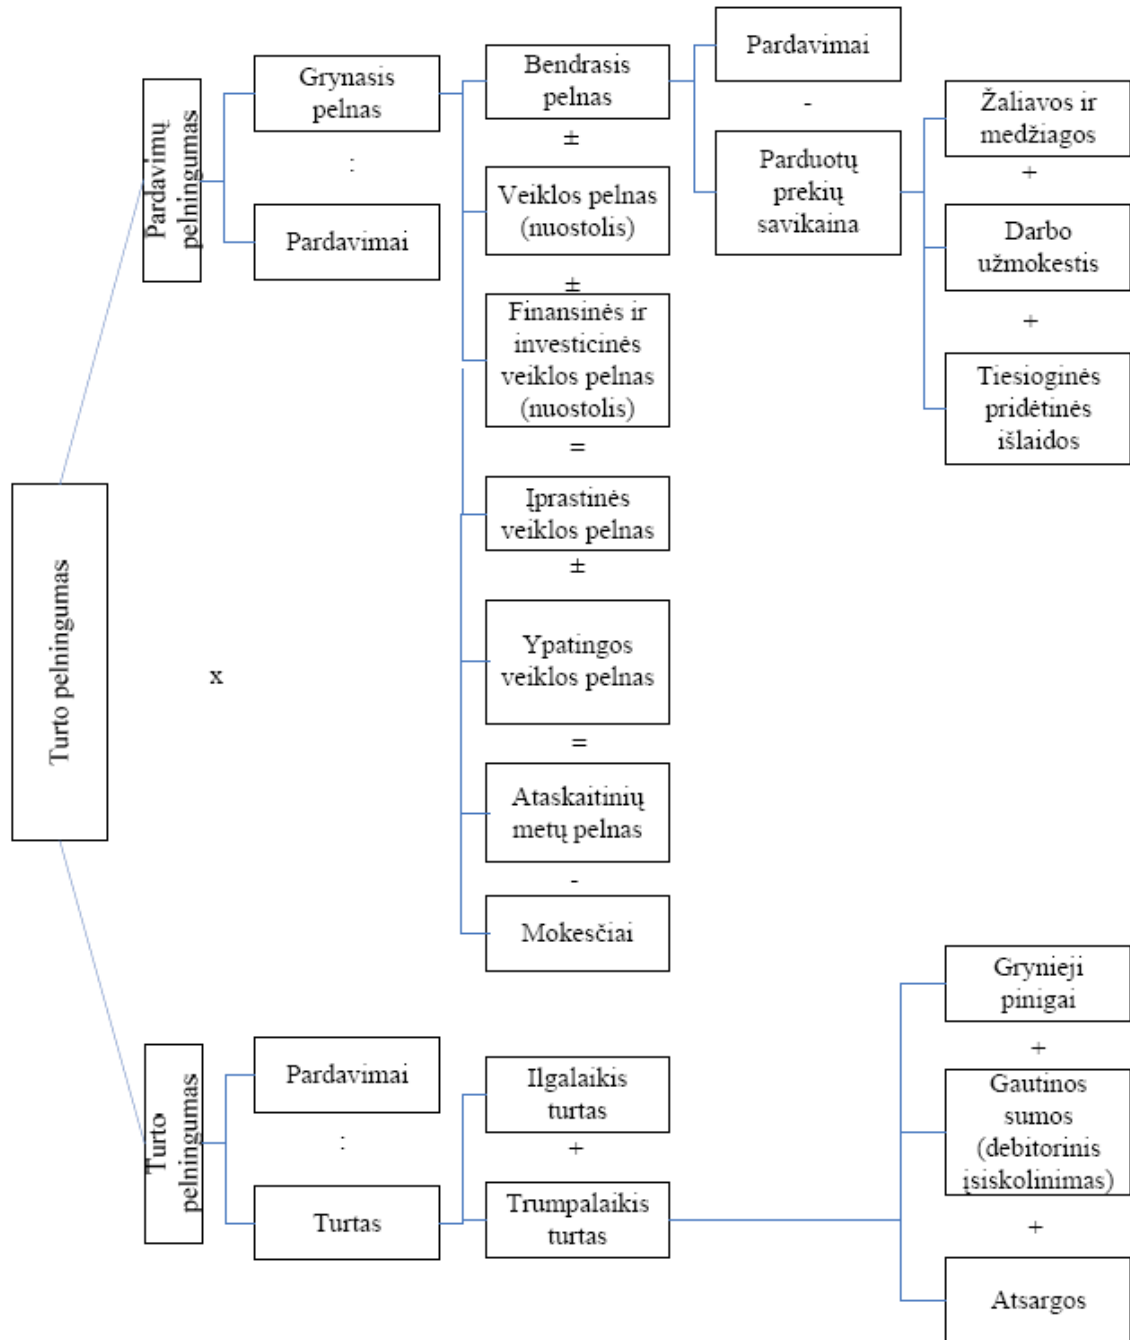 Pardavimai
-
Parduotų
prekių
savikaina
Žaliavos ir
medžiagos
+
Darbo
užmokestis
+
Tiesioginės
pridėtinės
išlaidos
Bendrasis
pelnas
±
Veiklos pelnas
(nuostolis)
±
Finansinės ir
investicinės
veiklos pelnas
(nuostolis)
=
Įprastinės
veiklos pelnas
±
Ypatingos
veiklos pelnas
=
Ataskaitinių
metų pelnas
-
Mokesčiai
Grynasis
pelnas
:
Pardavimai
Pardavimų
pelningumas
Turto pelningumas
x
Turto
pelningumas
Pardavimai
:
Turtas
Ilgalaikis
turtas
+
Trumpalaikis
turtas
Grynieji
pinigai
+
Gautinos
sumos
(debitorinis
įsiskolinimas)
+
Atsargos